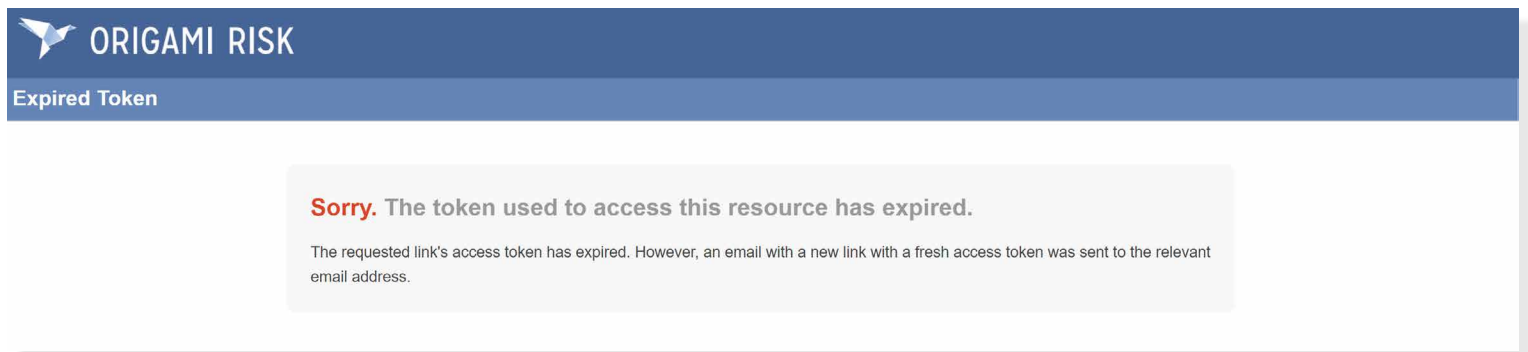 ORIGAMI RISK
Expired Token
Sorry. The token used to access this resource has expired.
The requested link's access token has expired. However, an email with a new link with a fresh access token was sent to the relevant
email address.